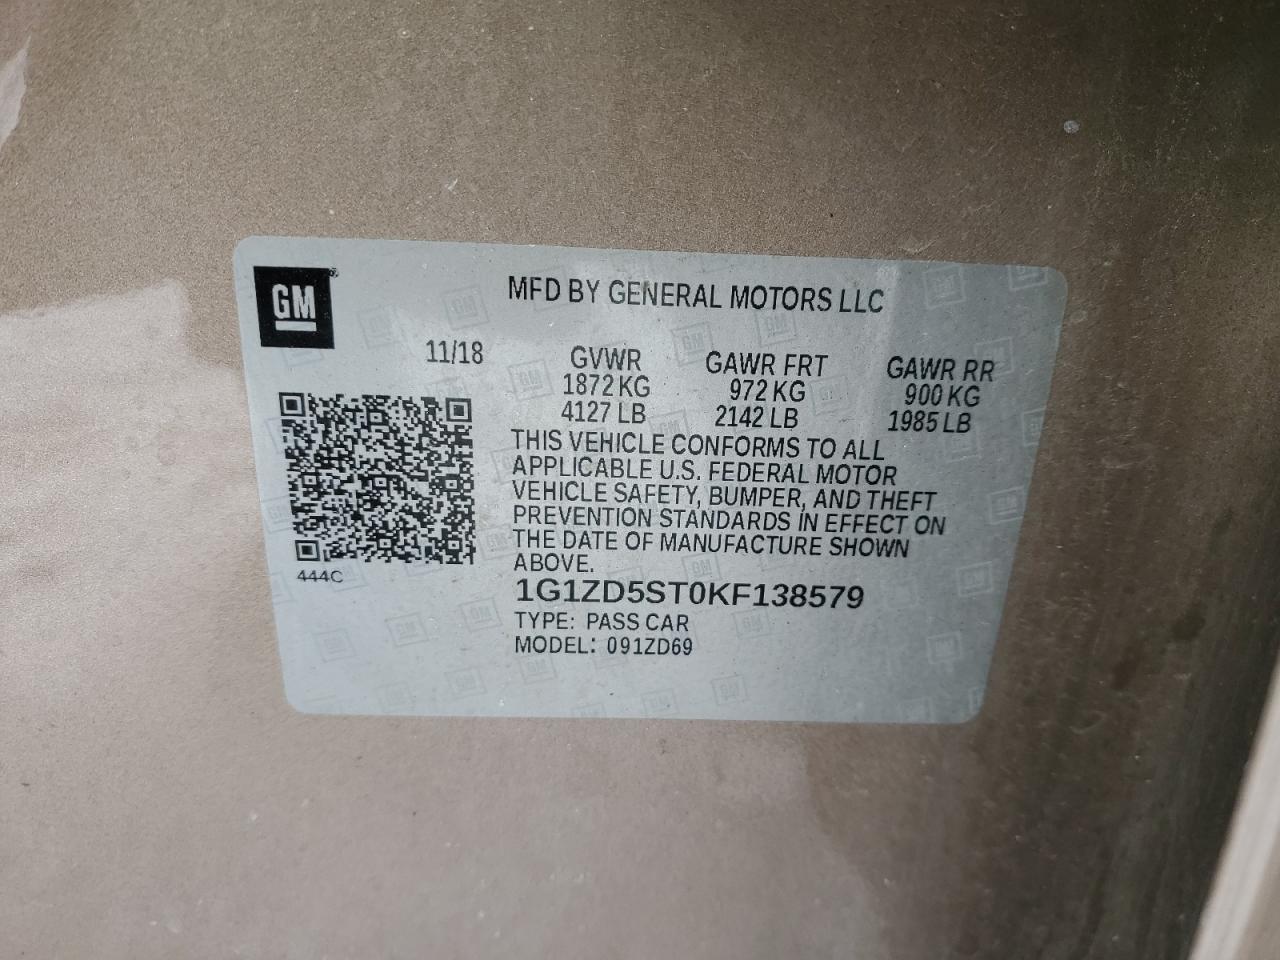 GM
MFD BY GENERAL MOTORS LLC
11/18
GVWR GAWR FRT GAWR RR
1872 KG 972 KG 900 KG
4127 LB 2142 LB 1985 LB
THIS VEHICLE CONFORMS TO ALL
APPLICABLE U.S. FEDERAL MOTOR
VEHICLE SAFETY, BUMPER, AND THEFT
PREVENTION STANDARDS IN EFFECT ON
THE DATE OF MANUFACTURE SHOWN
ABOVE.
444C
1G1ZD5ST0KF138579
TYPE: PASS CAR
MODEL: 091ZD69